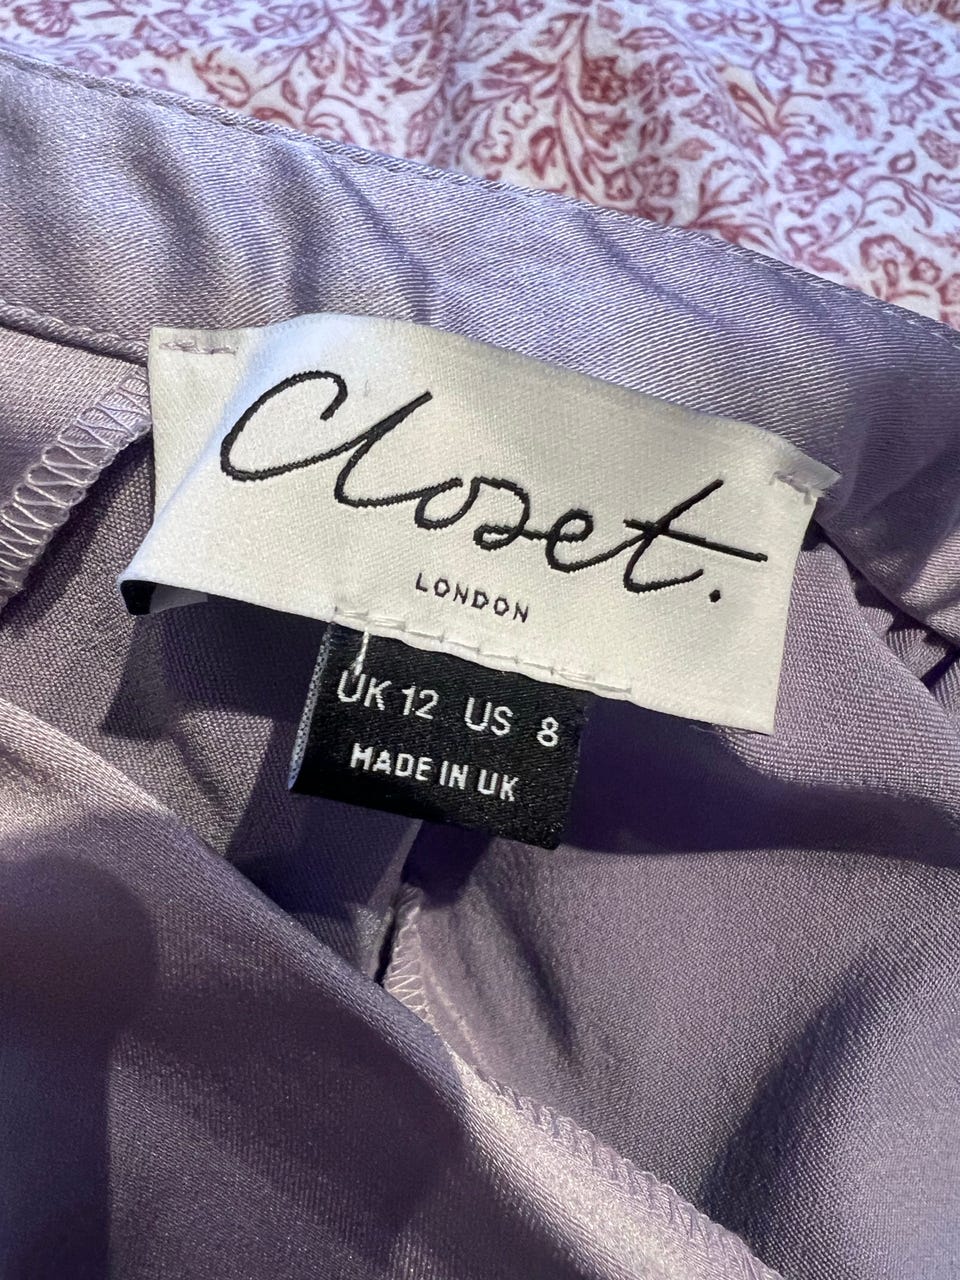 Closet.
LONDON
UK 12 US 8
MADE IN UK